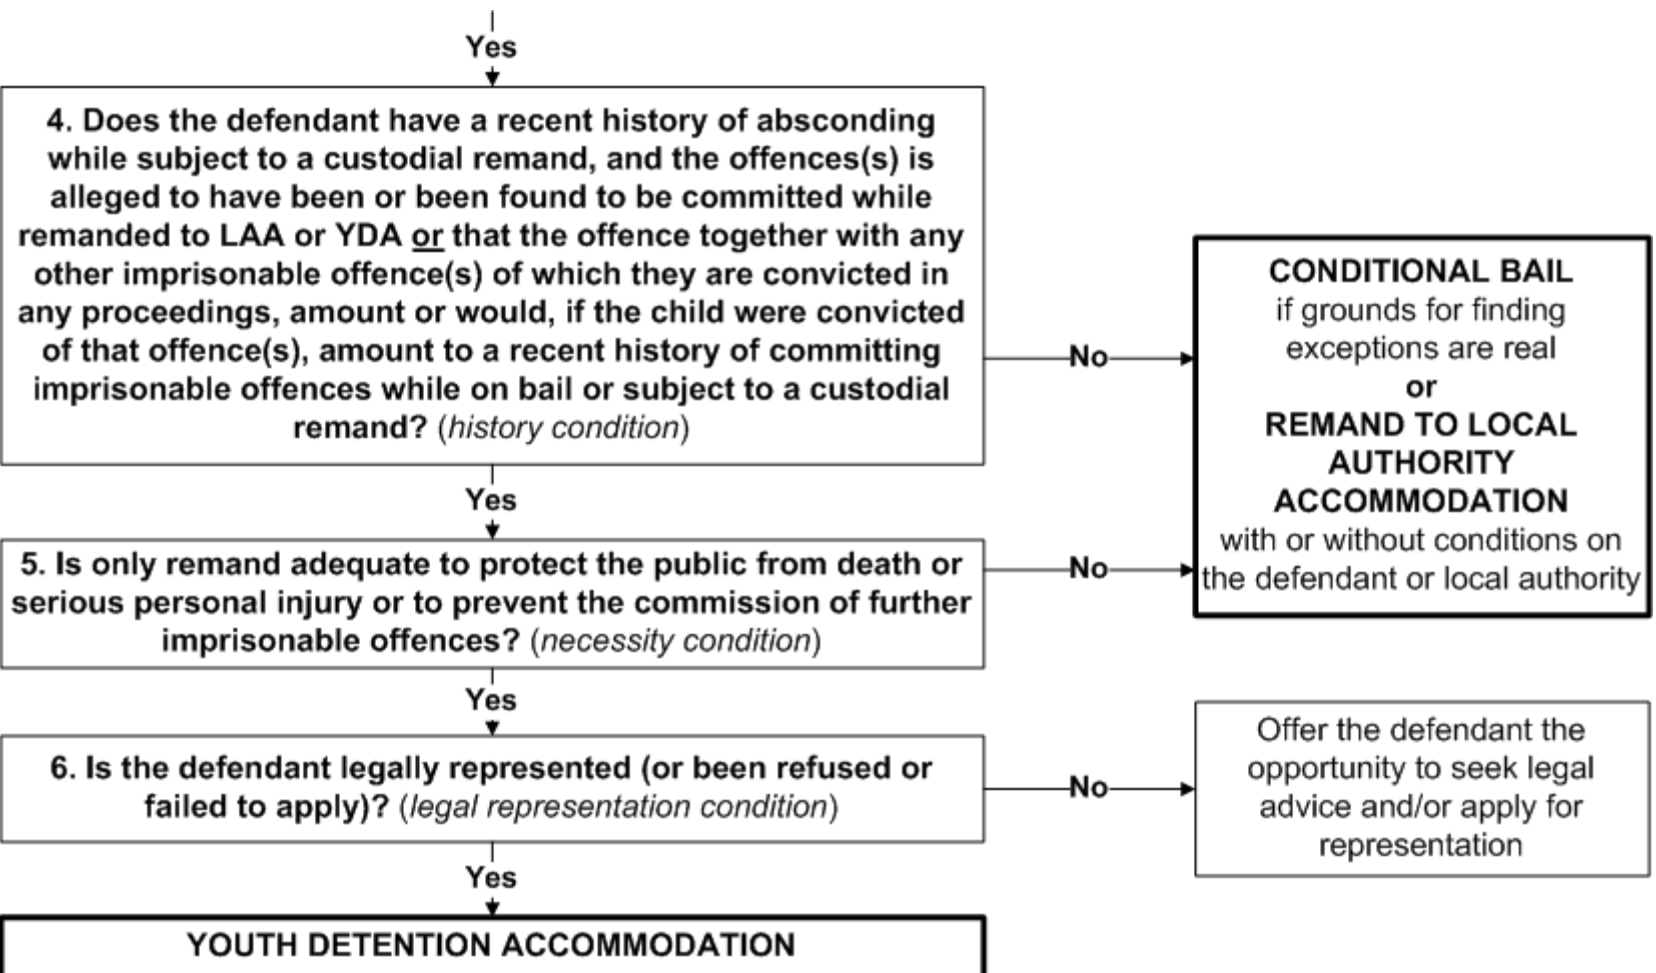 Yes
4. Does the defendant have a recent history of absconding
while subject to a custodial remand, and the offences(s) is
alleged to have been or been found to be committed while
remanded to LAA or YDA or that the offence together with any
other imprisonable offence(s) of which they are convicted in
any proceedings, amount or would, if the child were convicted
of that offence(s), amount to a recent history of committing
imprisonable offences while on bail or subject to a custodial
remand? (history condition)
No
CONDITIONAL BAIL
if grounds for finding
exceptions are real
or
REMAND TO LOCAL
AUTHORITY
ACCOMMODATION
with or without conditions on
the defendant or local authority
Yes
5. Is only remand adequate to protect the public from death or
serious personal injury or to prevent the commission of further
imprisonable offences? (necessity condition)
No
Yes
6. Is the defendant legally represented (or been refused or
failed to apply)? (legal representation condition)
No
Offer the defendant the
opportunity to seek legal
advice and/or apply for
representation
Yes
YOUTH DETENTION ACCOMMODATION